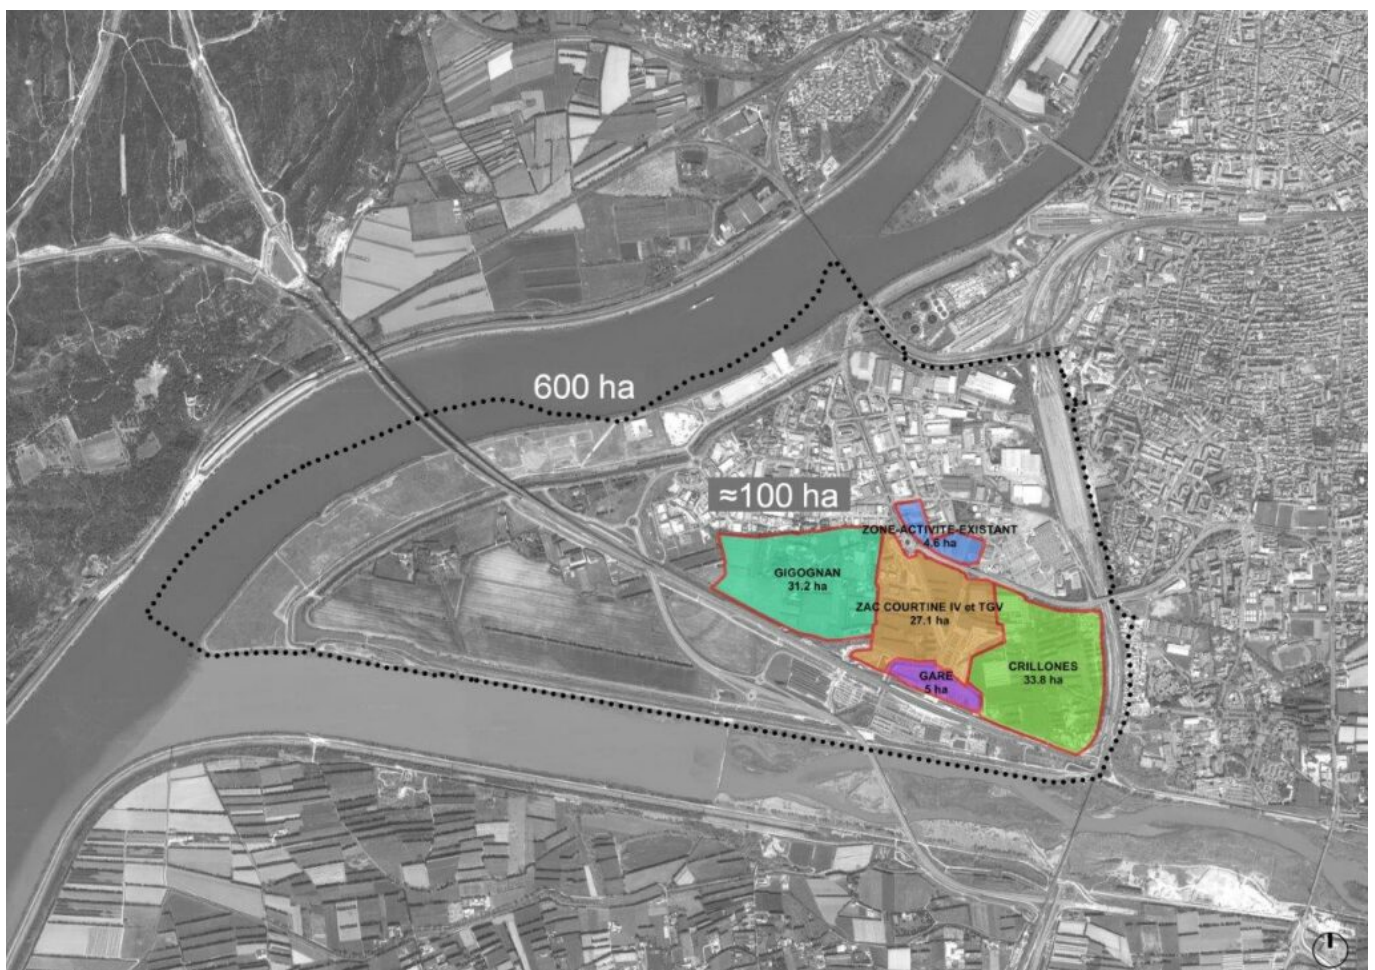 600 ha
≈100 ha
ZONE-ACTIVITE-EXISTANT
4.6 ha
GIGOGNAN
31.2 ha
ZAC COURTINE IV et TGV
27.1 ha
CRILLONES
33.8 ha
GARE
5 ha